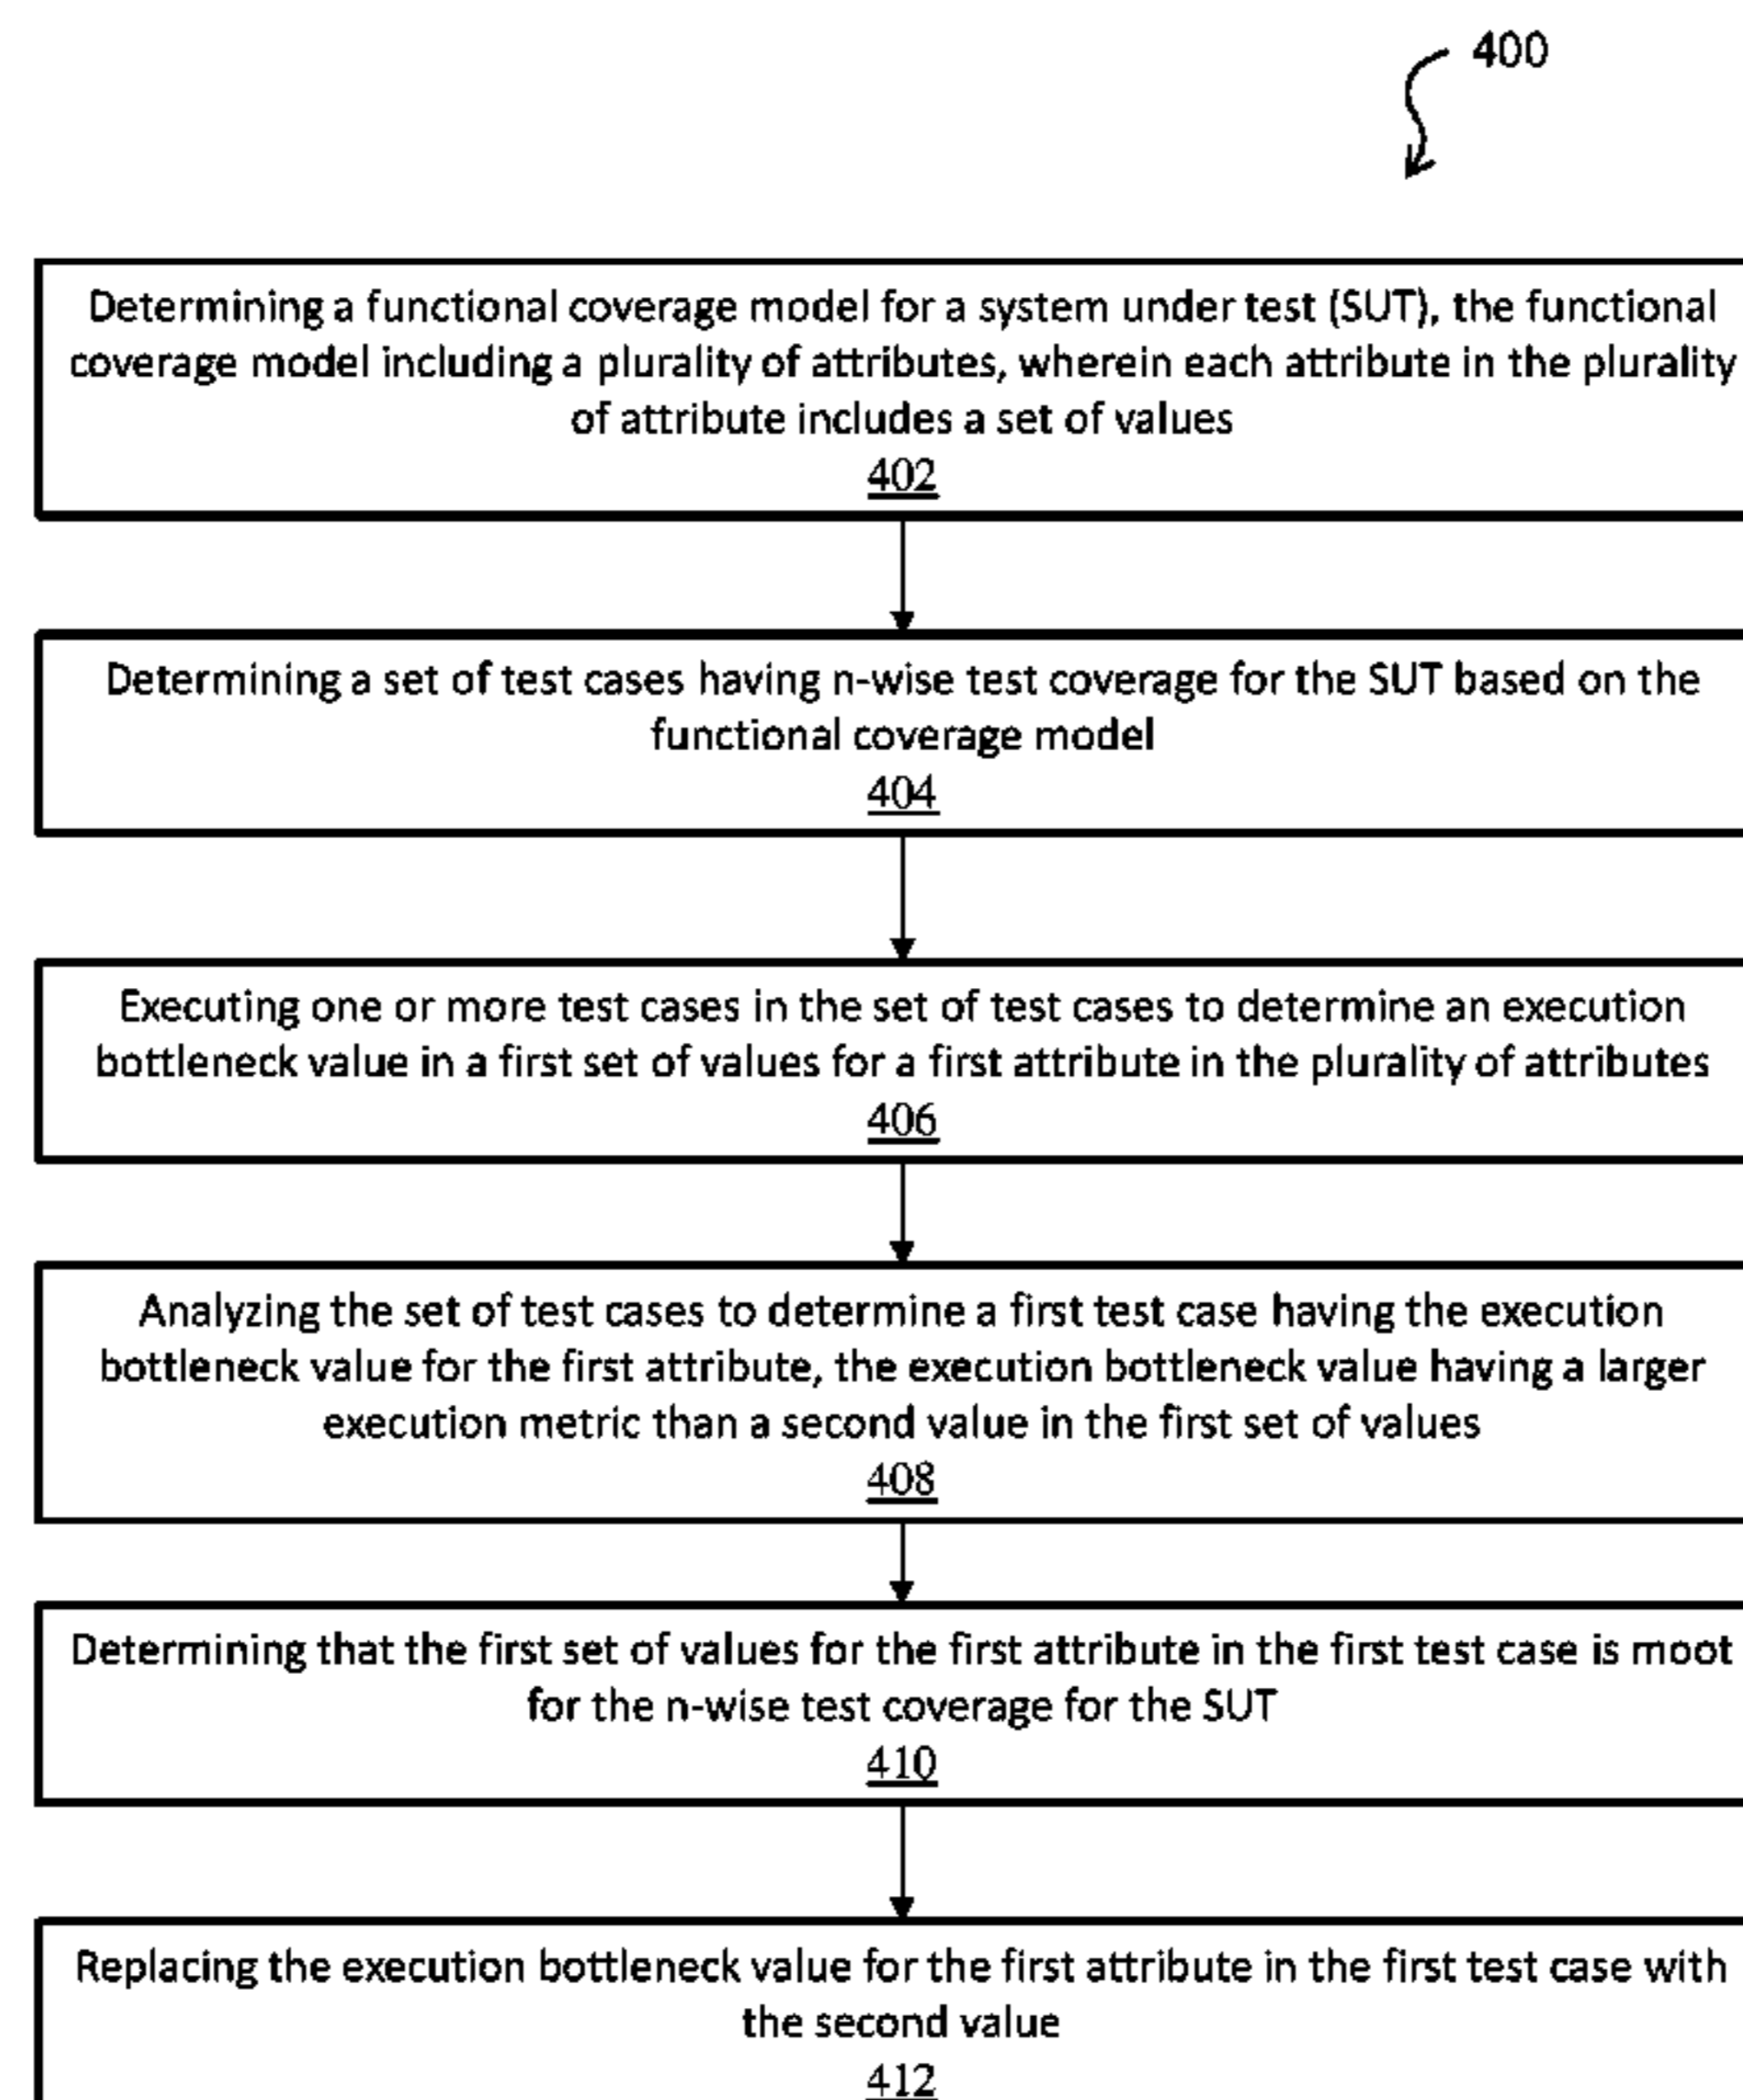 400
Determining a functional coverage model for a system under test (SUT), the functional
coverage model including a plurality of attributes, wherein each attribute in the plurality
of attribute includes a set of values
402
Determining a set of test cases having n-wise test coverage for the SUT based on the
functional coverage model
404
Executing one or more test cases in the set of test cases to determine an execution
bottleneck value in a first set of values for a first attribute in the plurality of attributes
406
Analyzing the set of test cases to determine a first test case having the execution
bottleneck value for the first attribute, the execution bottleneck value having a larger
execution metric than a second value in the first set of values
408
Determining that the first set of values for the first attribute in the first test case is moot
for the n-wise test coverage for the SUT
410
Replacing the execution bottleneck value for the first attribute in the first test case with
the second value
412